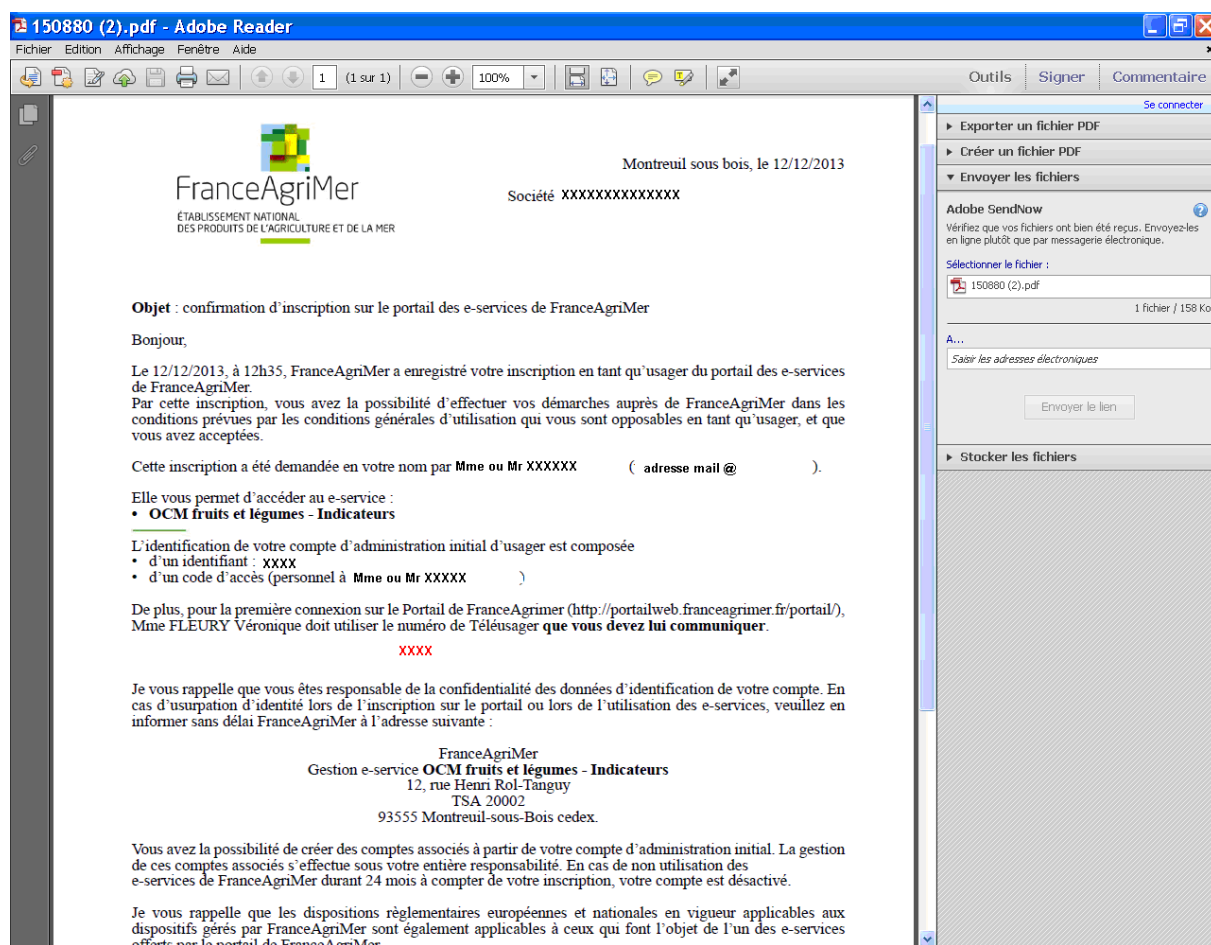 150880 (2).pdf - Adobe Reader
Fichier Edition Affichage Fenêtre Aide
1 (1 sur 1) 100% Outils Signer Commentaire
Se connecter
Exporter un fichier PDF
Créer un fichier PDF
Envoyer les fichiers
Adobe SendNow
Vérifiez que vos fichiers ont bien été reçus. Envoyez-les
en ligne plutôt que par messagerie électronique.
Sélectionner le fichier :
150880 (2).pdf
1 fichier / 158 Ko
A...
Saisir les adresses électroniques
Envoyer le lien
Stocker les fichiers
FranceAgriMer
ÉTABLISSEMENT NATIONAL
DES PRODUITS DE L'AGRICULTURE ET DE LA MER
Montreuil sous bois, le 12/12/2013
Société XXXXXXXXXXXXXX
Objet : confirmation d'inscription sur le portail des e-services de FranceAgriMer
Bonjour,
Le 12/12/2013, à 12h35, FranceAgriMer a enregistré votre inscription en tant qu'usager du portail des e-services
de FranceAgriMer.
Par cette inscription, vous avez la possibilité d'effectuer vos démarches auprès de FranceAgriMer dans les
conditions prévues par les conditions générales d'utilisation qui vous sont opposables en tant qu'usager, et que
vous avez acceptées.
Cette inscription a été demandée en votre nom par Mme ou Mr XXXXXX ( adresse mail @ ).
Elle vous permet d'accéder au e-service :
• OCM fruits et légumes - Indicateurs
L'identification de votre compte d'administration initial d'usager est composée
• d'un identifiant : XXXX
• d'un code d'accès (personnel à Mme ou Mr XXXXX )
De plus, pour la première connexion sur le Portail de FranceAgrimer (http://portailweb.franceagrimer.fr/portail/),
Mme FLEURY Véronique doit utiliser le numéro de Téléusager que vous devez lui communiquer.
XXXX
Je vous rappelle que vous êtes responsable de la confidentialité des données d'identification de votre compte. En
cas d'usurpation d'identité lors de l'inscription sur le portail ou lors de l'utilisation des e-services, veuillez en
informer sans délai FranceAgriMer à l'adresse suivante :
FranceAgriMer
Gestion e-service OCM fruits et légumes - Indicateurs
12, rue Henri Rol-Tanguy
TSA 20002
93555 Montreuil-sous-Bois cedex.
Vous avez la possibilité de créer des comptes associés à partir de votre compte d'administration initial. La gestion
de ces comptes associés s'effectue sous votre entière responsabilité. En cas de non utilisation des
e-services de FranceAgriMer durant 24 mois à compter de votre inscription, votre compte est désactivé.
Je vous rappelle que les dispositions règlementaires européennes et nationales en vigueur applicables aux
dispositifs gérés par FranceAgriMer sont également applicables à ceux qui font l'objet de l'un des e-services
offerts par le portail de FranceAgriMer